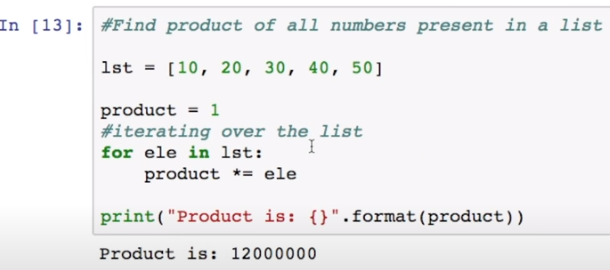 In [13]: #Find product of all numbers present in a list
lst = [10, 20, 30, 40, 50]
product = 1
#iterating over the list
for ele in lst:
product *= ele
print("Product is: {}".format(product))
Product is: 12000000